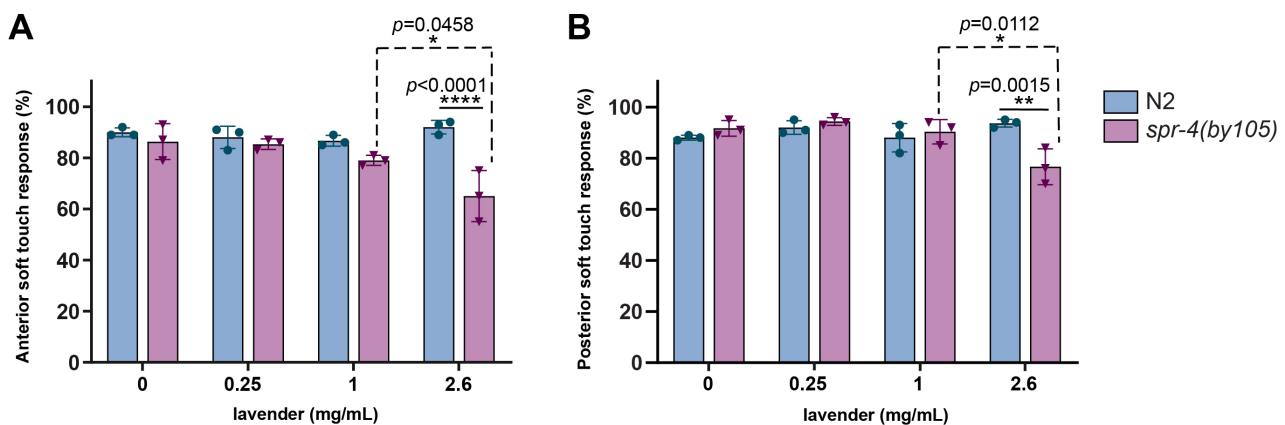 A
p=0.0458
*
p<0.0001
****
Anterior soft touch response (%)
100
80
60
40
20
0
0 0.25 1 2.6
lavender (mg/mL)
B
p=0.0112
*
p=0.0015
**
Posterior soft touch response (%)
100
80
60
40
20
0
0 0.25 1 2.6
lavender (mg/mL)
N2
spr-4(by105)